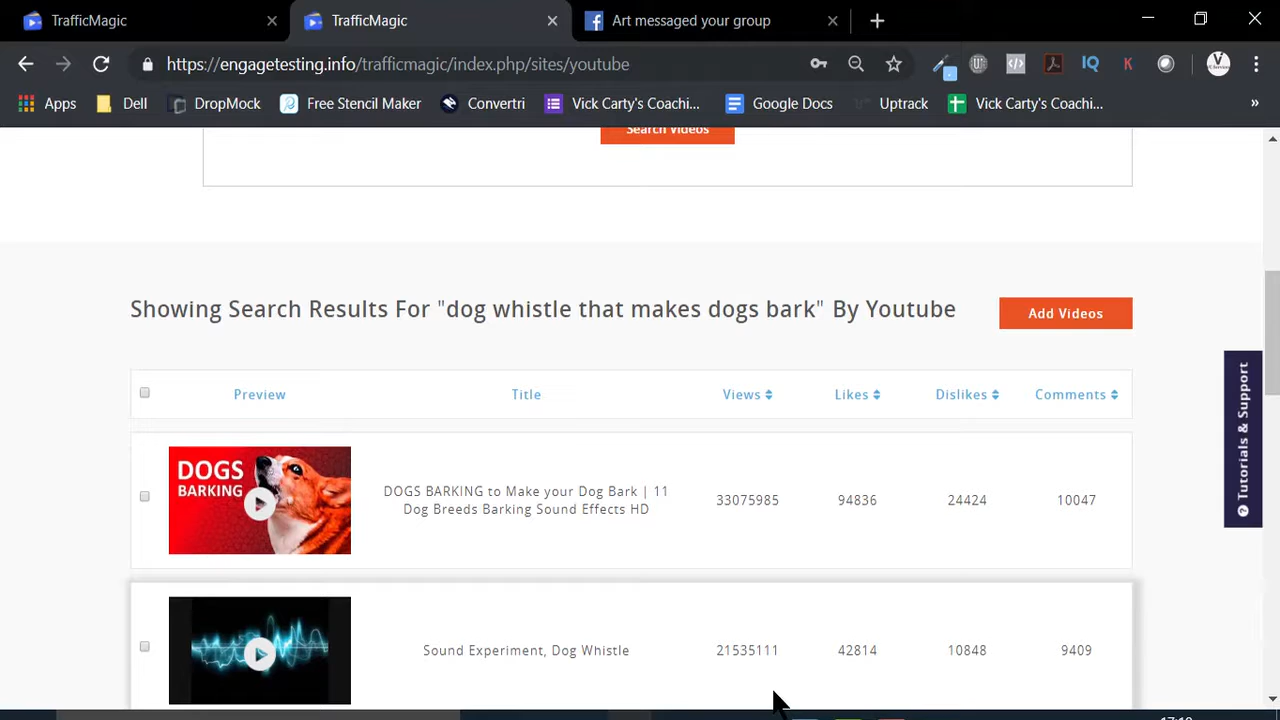 TrafficMagic
TrafficMagic
Art messaged your group
https://engagetesting.info/trafficmagic/index.php/sites/youtube
Apps
Dell
DropMock
Free Stencil Maker
Convertri
Vick Carty's Coachi...
Google Docs
Uptrack
Vick Carty's Coachi...
Search Videos
Showing Search Results For "dog whistle that makes dogs bark" By Youtube
Add Videos
Preview Title Views Likes Dislikes Comments
DOGS
BARKING
DOGS BARKING to Make your Dog Bark | 11
Dog Breeds Barking Sound Effects HD
33075985 94836 24424 10047
Sound Experiment, Dog Whistle 21535111 42814 10848 9409
Tutorials & Support